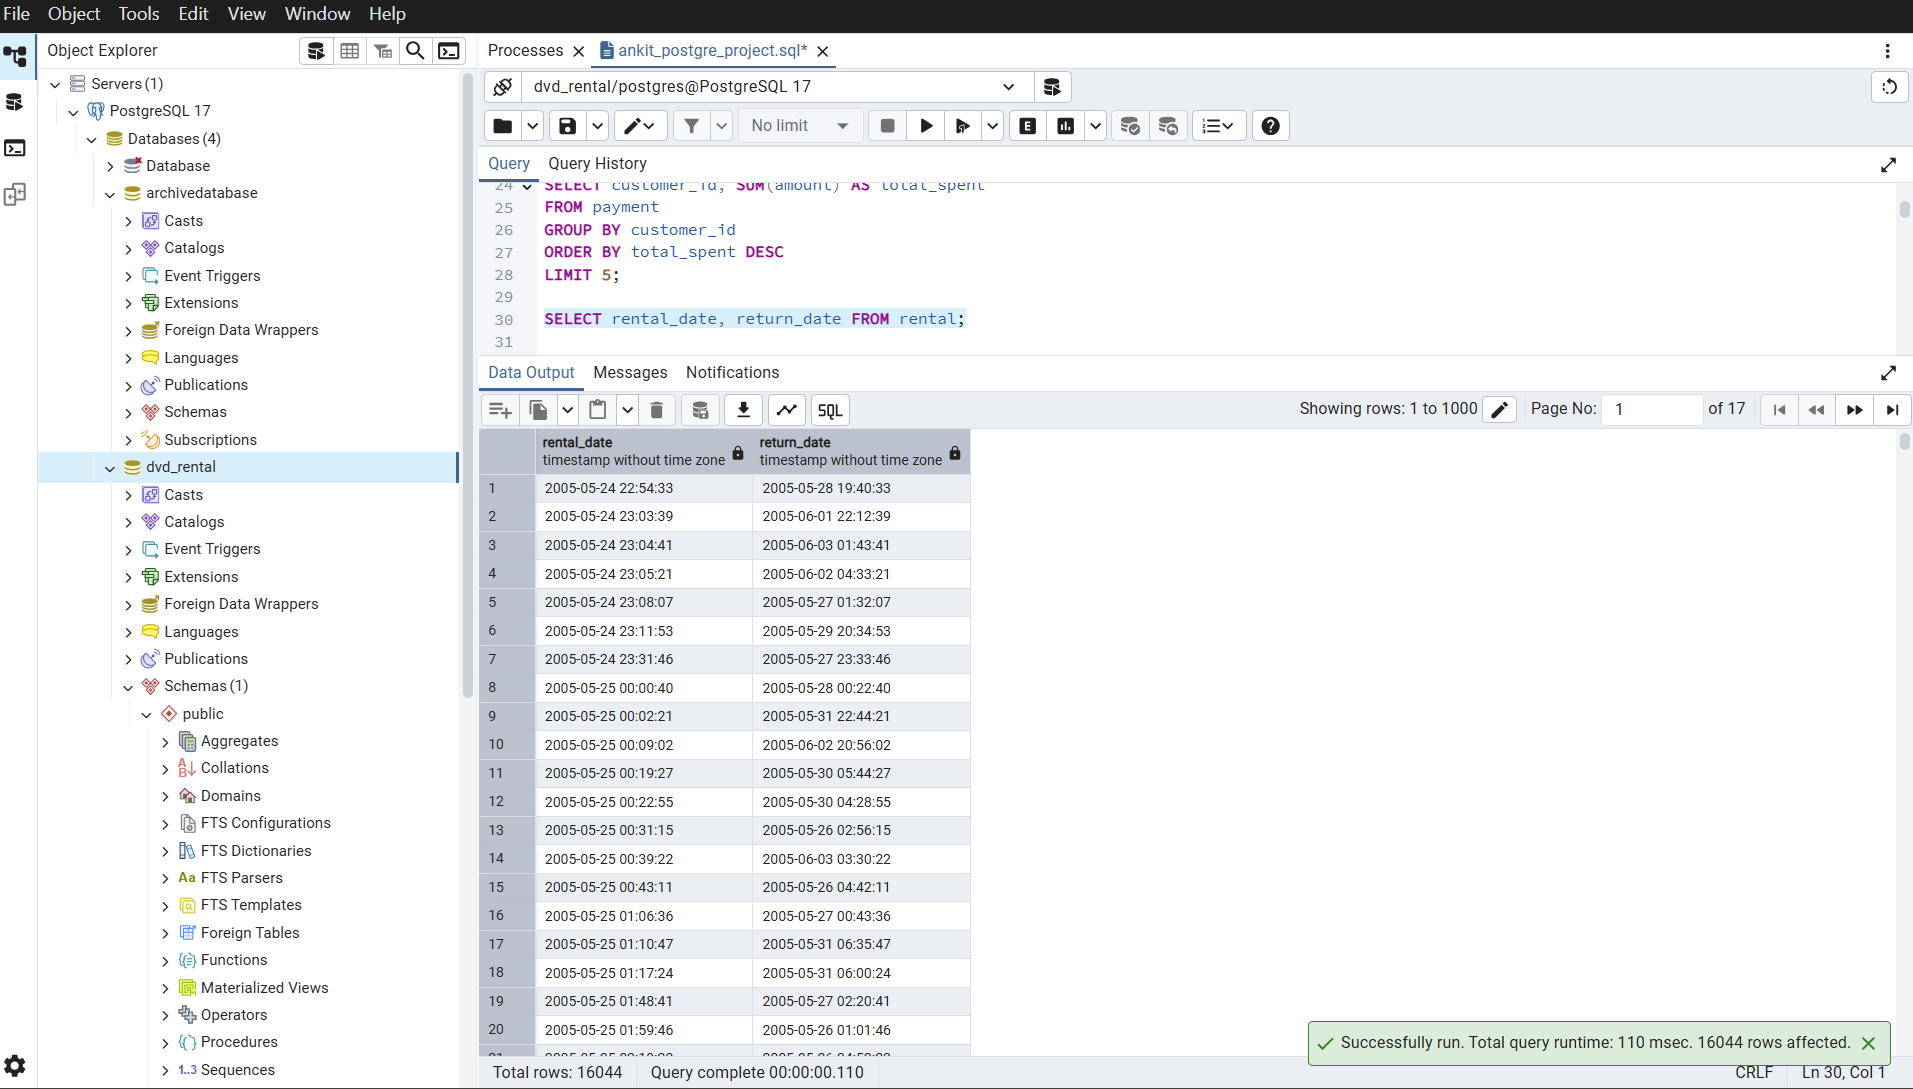 File Object Tools Edit View Window Help
Object Explorer
Servers (1)
PostgreSQL 17
Databases (4)
Database
archivedatabase
Casts
Catalogs
Event Triggers
Extensions
Foreign Data Wrappers
Languages
Publications
Schemas
Subscriptions
dvd_rental
Casts
Catalogs
Event Triggers
Extensions
Foreign Data Wrappers
Languages
Publications
Schemas (1)
public
Aggregates
Collations
Domains
FTS Configurations
FTS Dictionaries
Aa FTS Parsers
FTS Templates
Foreign Tables
Functions
Materialized Views
Operators
Procedures
1..3 Sequences
Processes ankit_postgre_project.sql*
dvd_rental/postgres@PostgreSQL 17
No limit E
Query Query History
24 SELECT customer_id, SUM(amount) AS total_spent
25 FROM payment
26 GROUP BY customer_id
27 ORDER BY total_spent DESC
28 LIMIT 5;
29
30 SELECT rental_date, return_date FROM rental;
31
Data Output Messages Notifications
SQL Showing rows: 1 to 1000 Page No: 1 of 17
rental_date return_date
timestamp without time zone timestamp without time zone
1 2005-05-24 22:54:33 2005-05-28 19:40:33
2 2005-05-24 23:03:39 2005-06-01 22:12:39
3 2005-05-24 23:04:41 2005-06-03 01:43:41
4 2005-05-24 23:05:21 2005-06-02 04:33:21
5 2005-05-24 23:08:07 2005-05-27 01:32:07
6 2005-05-24 23:11:53 2005-05-29 20:34:53
7 2005-05-24 23:31:46 2005-05-27 23:33:46
8 2005-05-25 00:00:40 2005-05-28 00:22:40
9 2005-05-25 00:02:21 2005-05-31 22:44:21
10 2005-05-25 00:09:02 2005-06-02 20:56:02
11 2005-05-25 00:19:27 2005-05-30 05:44:27
12 2005-05-25 00:22:55 2005-05-30 04:28:55
13 2005-05-25 00:31:15 2005-05-26 02:56:15
14 2005-05-25 00:39:22 2005-06-03 03:30:22
15 2005-05-25 00:43:11 2005-05-26 04:42:11
16 2005-05-25 01:06:36 2005-05-27 00:43:36
17 2005-05-25 01:10:47 2005-05-31 06:35:47
18 2005-05-25 01:17:24 2005-05-31 06:00:24
19 2005-05-25 01:48:41 2005-05-27 02:20:41
20 2005-05-25 01:59:46 2005-05-26 01:01:46
Successfully run. Total query runtime: 110 msec. 16044 rows affected.
Total rows: 16044 Query complete 00:00:00.110 CRLF Ln 30, Col 1